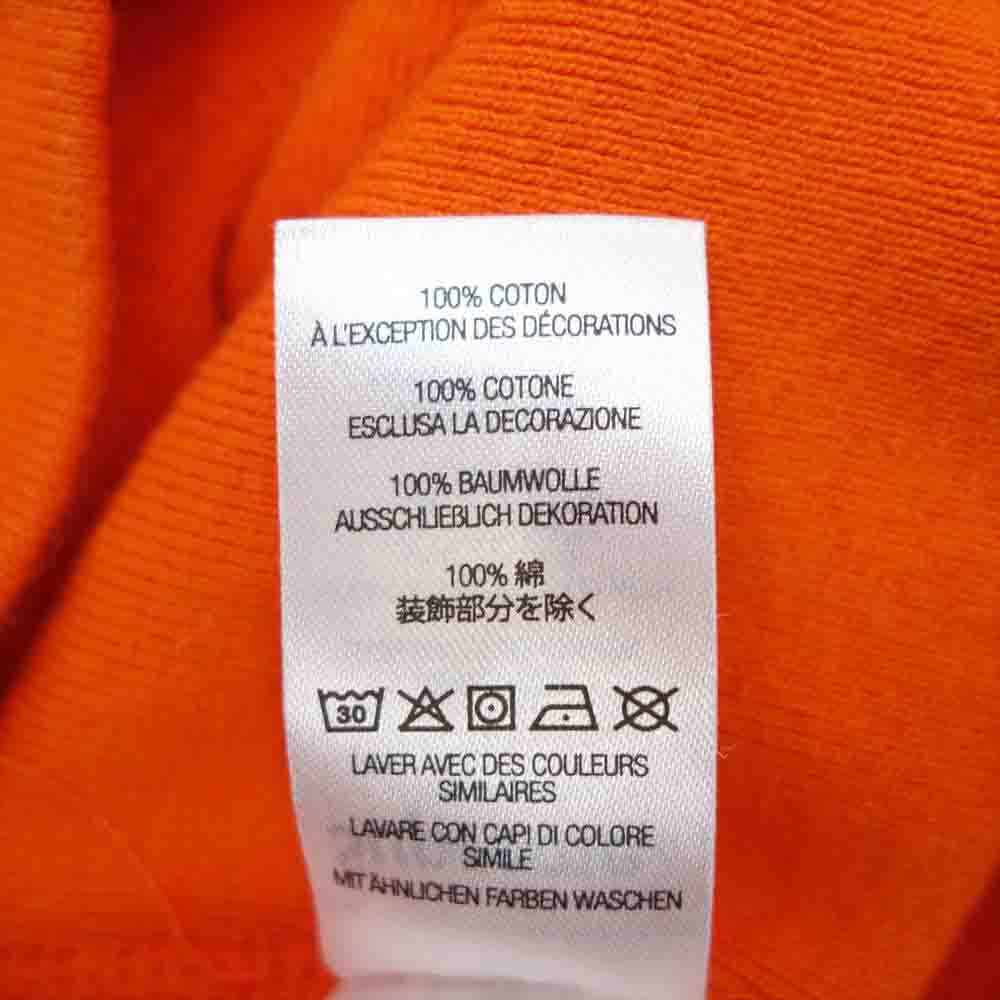 100% COTON
À L'EXCEPTION DES DÉCORATIONS
100% COTONE
ESCLUSA LA DECORAZIONE
100% BAUMWOLLE
AUSSCHLIEßLICH DEKORATION
100% 綿
装飾部分を除く
30
LAVER AVEC DES COULEURS
SIMILAIRES
LAVARE CON CAPI DI COLORE
SIMILE
MIT ÄHNLICHEN FARBEN WASCHEN